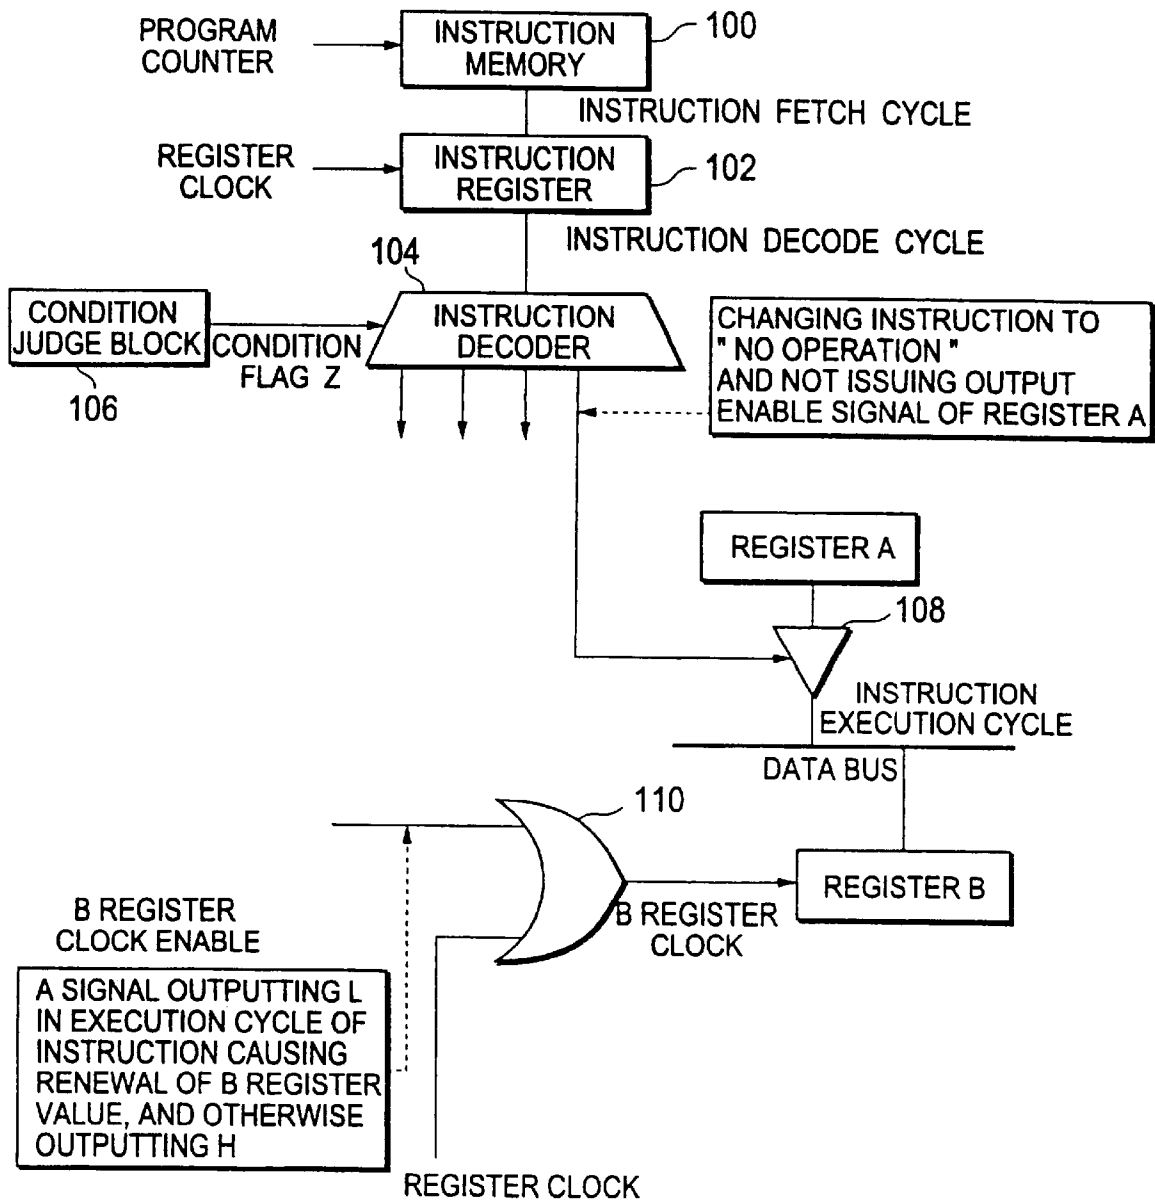 PROGRAM
COUNTER
INSTRUCTION
MEMORY
100
INSTRUCTION FETCH CYCLE
REGISTER
CLOCK
INSTRUCTION
REGISTER
102
INSTRUCTION DECODE CYCLE
104
CONDITION
JUDGE BLOCK
106
CONDITION
FLAG Z
INSTRUCTION
DECODER
CHANGING INSTRUCTION TO
" NO OPERATION "
AND NOT ISSUING OUTPUT
ENABLE SIGNAL OF REGISTER A
REGISTER A
108
INSTRUCTION
EXECUTION CYCLE
DATA BUS
110
B REGISTER
CLOCK
REGISTER B
B REGISTER
CLOCK ENABLE
A SIGNAL OUTPUTTING L
IN EXECUTION CYCLE OF
INSTRUCTION CAUSING
RENEWAL OF B REGISTER
VALUE, AND OTHERWISE
OUTPUTTING H
REGISTER CLOCK